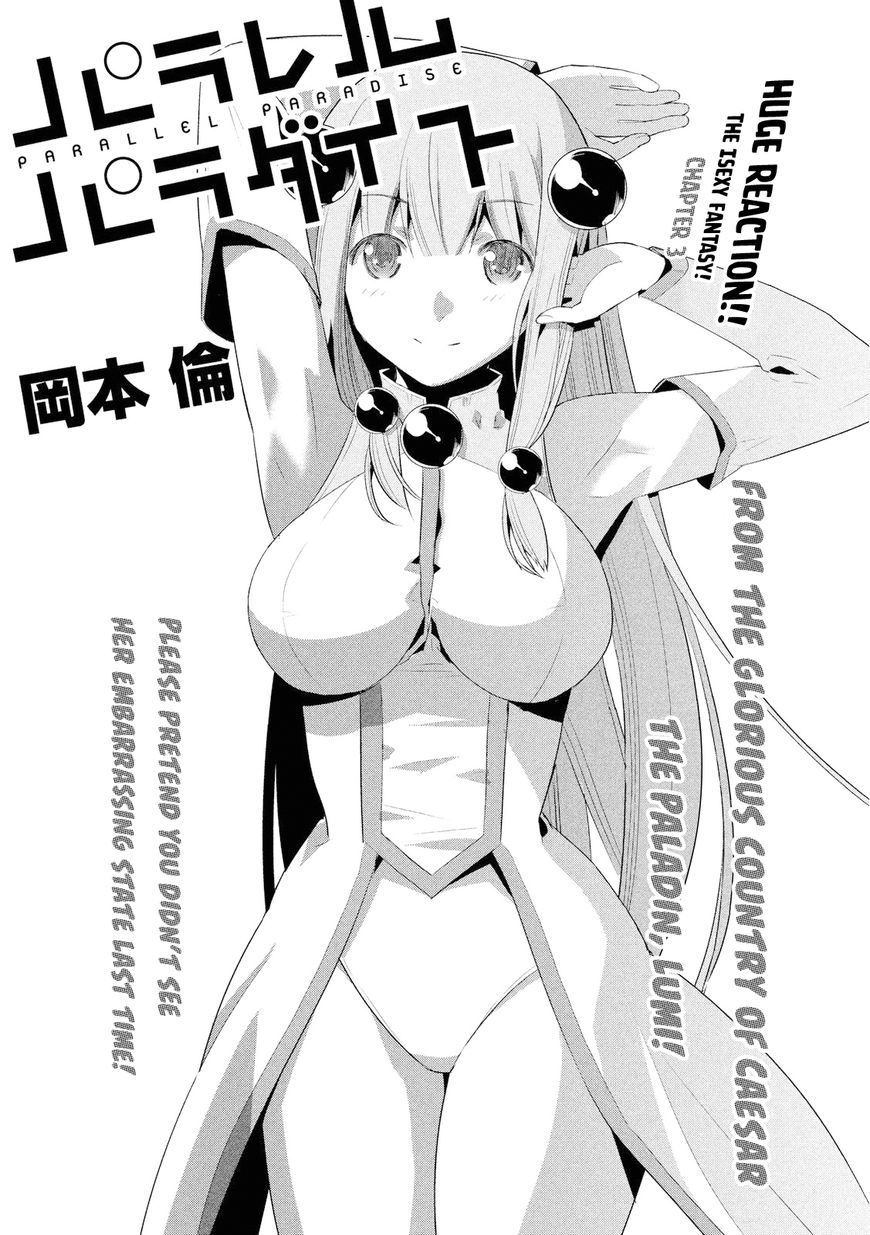 パラレル
PARALLEL PARADISE
パラダイス
岡本 倫
HUGE REACTION!!
THE ISEXY FANTASY!
CHAPTER 3
FROM THE GLORIOUS COUNTRY OF CAESAR
THE PALADIN, LUMI!
PLEASE PRETEND YOU DIDN'T SEE
HER EMBARRASSING STATE LAST TIME!